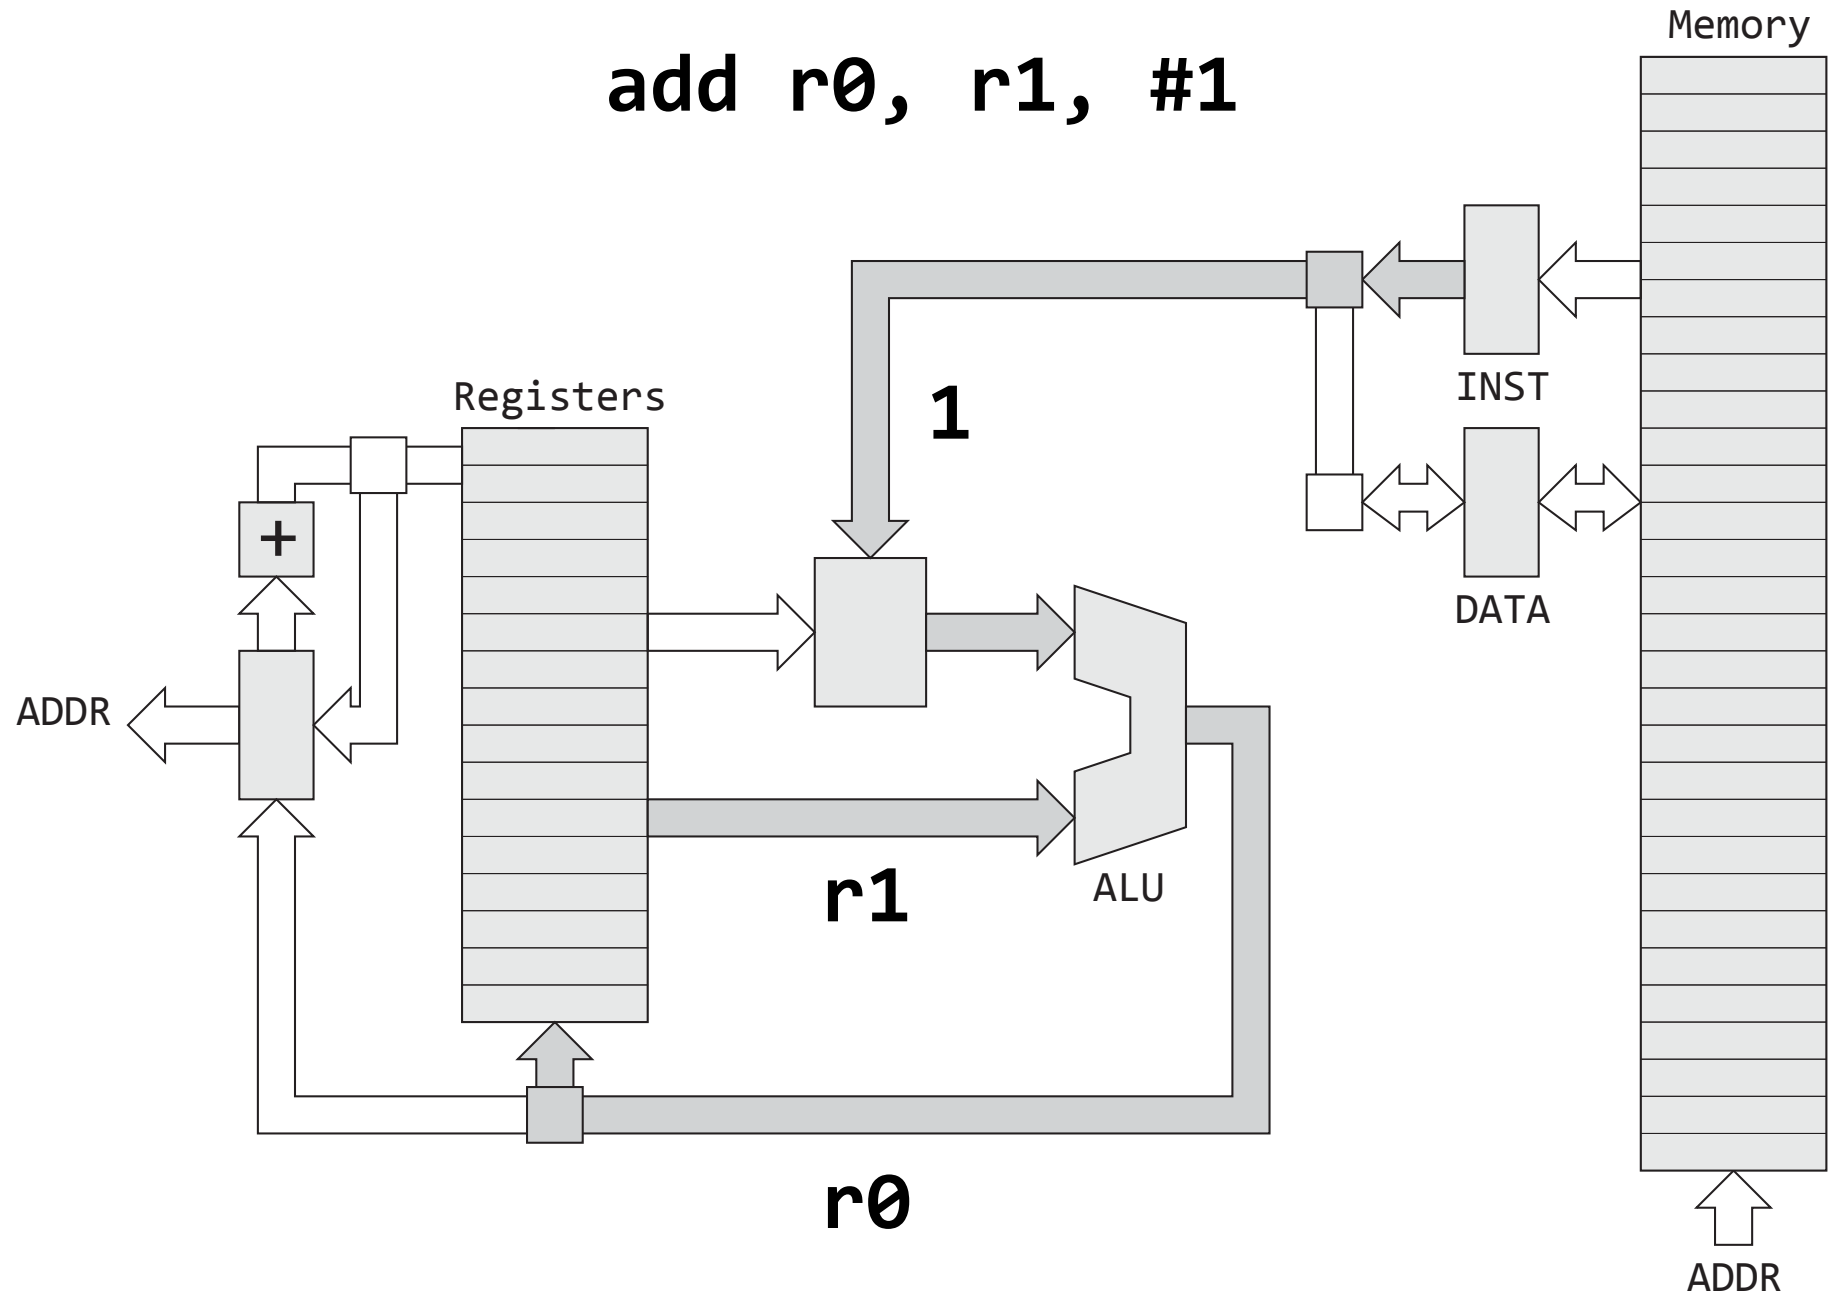 Memory
add r0, r1, #1
INST
Registers
1
+
DATA
ADDR
ALU
r1
r0
ADDR